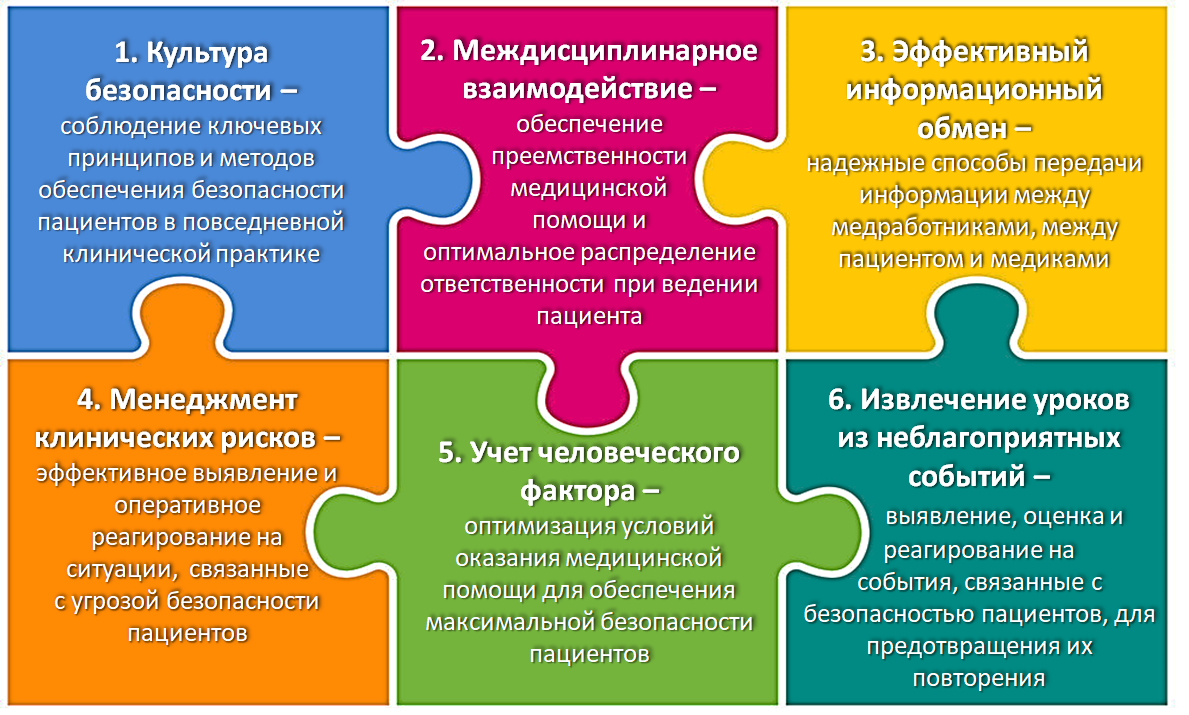 1. Культура
безопасности –
соблюдение ключевых
принципов и методов
обеспечения безопасности
пациентов в повседневной
клинической практике
2. Междисциплинарное
взаимодействие –
обеспечение
преемственности
медицинской
помощи и
оптимальное распределение
ответственности при ведении
пациента
3. Эффективный
информационный
обмен –
надежные способы передачи
информации между
медработниками, между
пациентом и медиками
4. Менеджмент
клинических рисков –
эффективное выявление и
оперативное
реагирование на
ситуации, связанные
с угрозой безопасности
пациентов
5. Учет человеческого
фактора –
оптимизация условий
оказания медицинской
помощи для обеспечения
максимальной безопасности
пациентов
6. Извлечение уроков
из неблагоприятных
событий –
выявление, оценка и
реагирование на
события, связанные с
безопасностью пациентов, для
предотвращения их
повторения